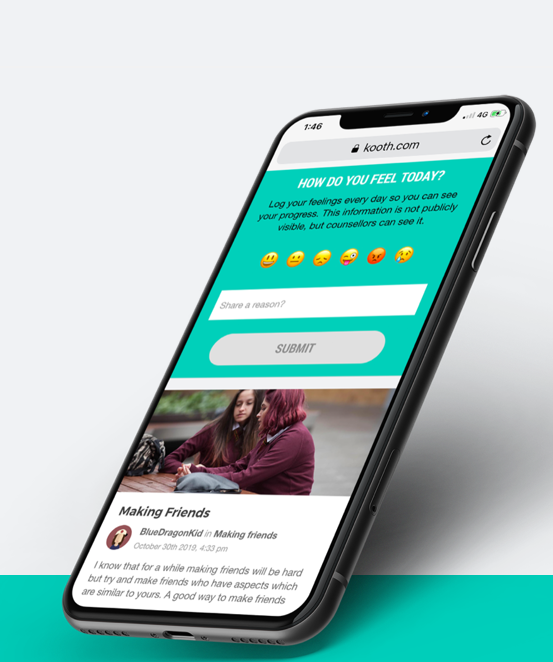 1:46
4G
kooth.com
HOW DO YOU FEEL TODAY?
Log your feelings every day so you can see
your progress. This information is not publicly
visible, but counsellors can see it.
Share a reason?
SUBMIT
Making Friends
BlueDragonKid in Making friends
October 30th 2019, 4:33 pm
I know that for a while making friends will be hard
but try and make friends who have aspects which
are similar to yours. A good way to make friends